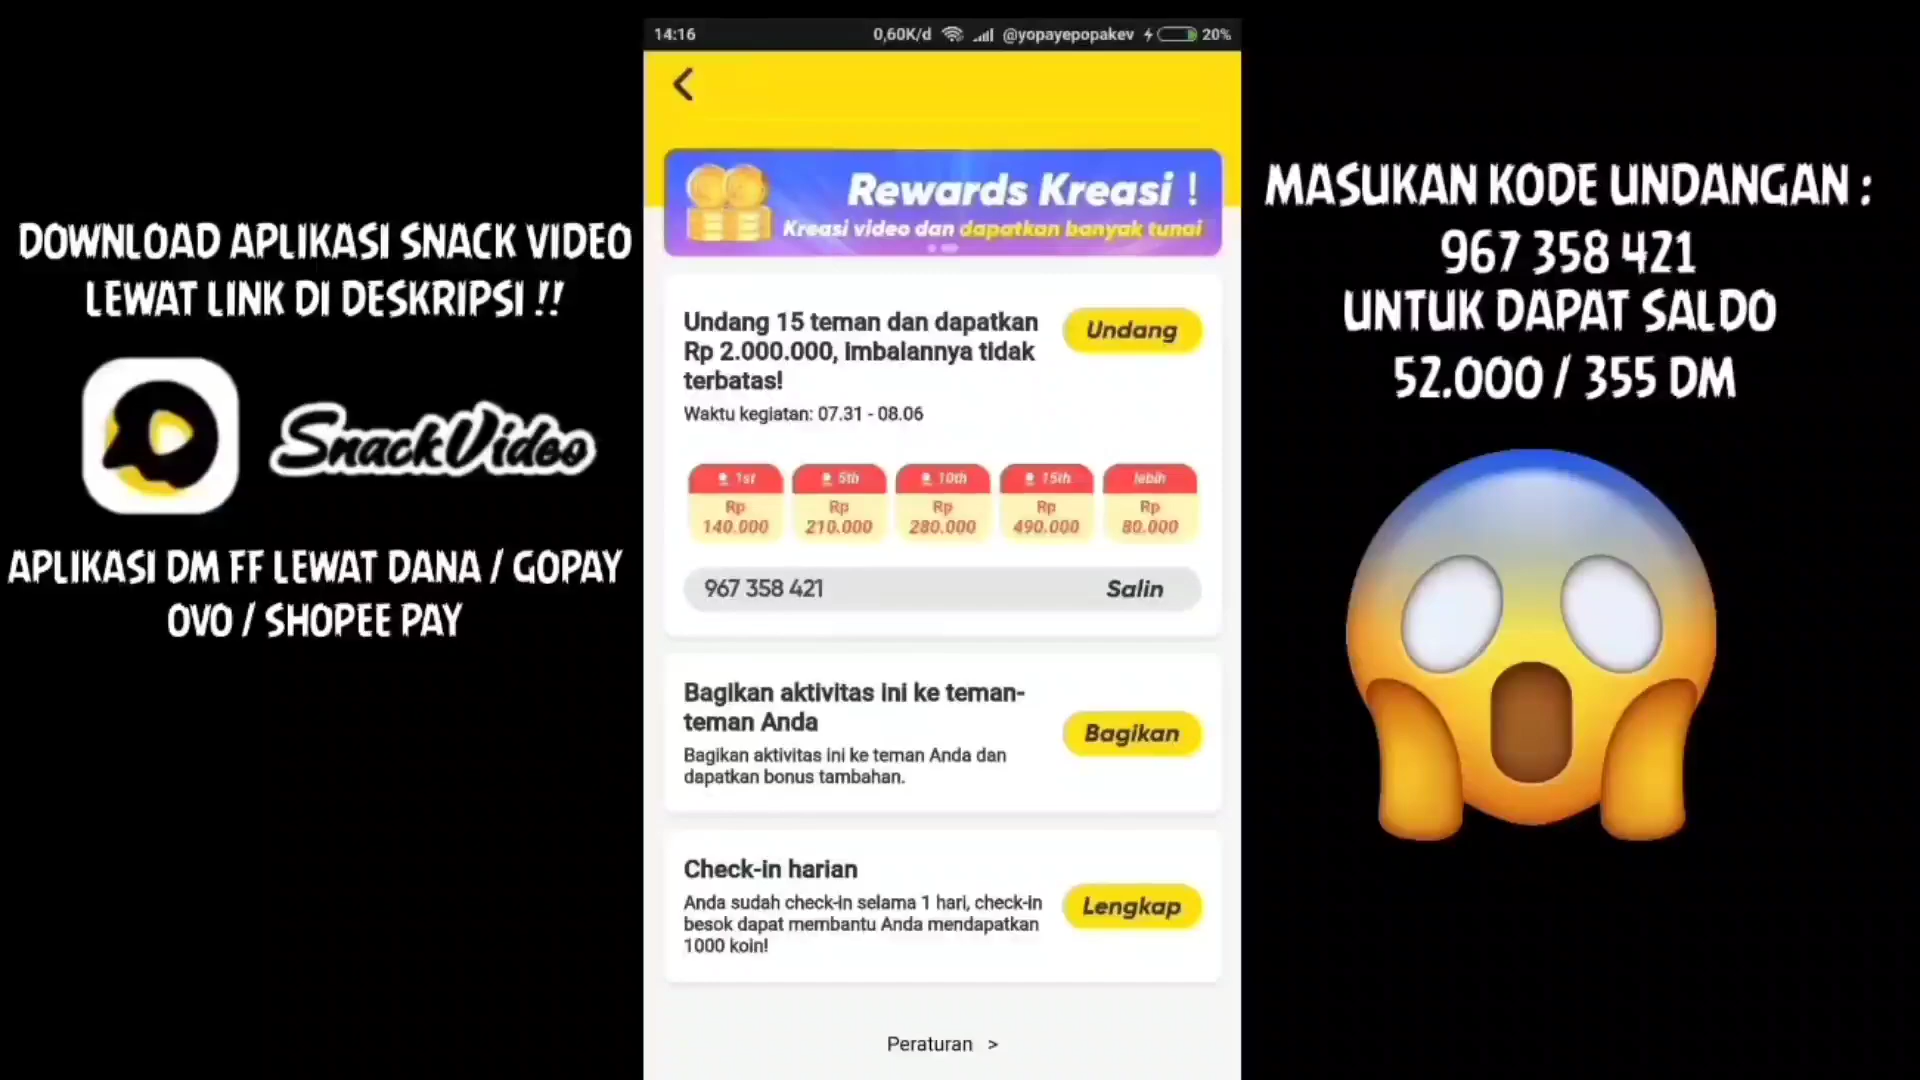 14:16
0,60K/d
@yopayepopakev
20%
DOWNLOAD APLIKASI SNACK VIDEO
LEWAT LINK DI DESKRIPSI !!
SnackVideo
APLIKASI DM FF LEWAT DANA / GOPAY
OVO / SHOPEE PAY
Rewards Kreasi !
Kreasi video dan dapatkan banyak tunai
Undang 15 teman dan dapatkan
Rp 2.000.000, Imbalannya tidak
terbatas!
Undang
Waktu kegiatan: 07.31 - 08.06
1st
5th
10th
15th
lebih
Rp
140.000
Rp
210.000
Rp
280.000
Rp
490.000
Rp
80.000
967 358 421
Salin
Bagikan aktivitas ini ke teman-
teman Anda
Bagikan aktivitas ini ke teman Anda dan
dapatkan bonus tambahan.
Bagikan
Check-in harian
Anda sudah check-in selama 1 hari, check-in
besok dapat membantu Anda mendapatkan
1000 koin!
Lengkap
Peraturan >
MASUKAN KODE UNDANGAN :
967 358 421
UNTUK DAPAT SALDO
52.000 / 355 DM